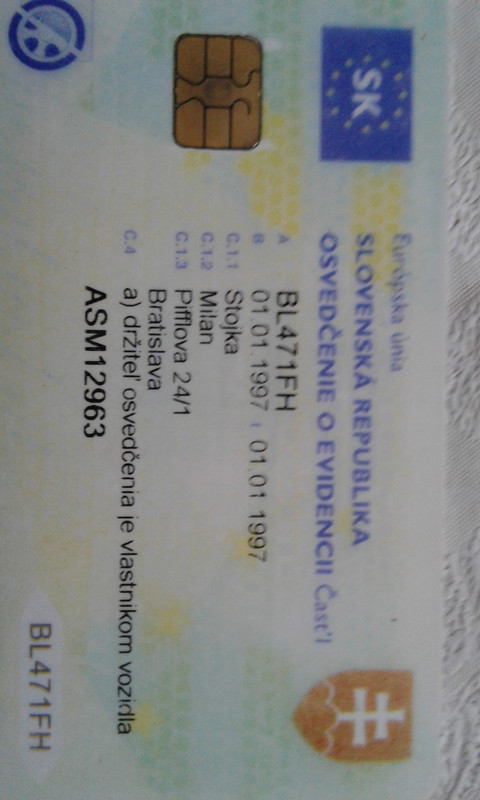 SK
Európska únia
SLOVENSKÁ REPUBLIKA
OSVEDČENIE O EVIDENCII Časť I
A BL471FH
B 01.01.1997 I 01.01 1997
C.1.1 Stojka
C.1.2 Milan
C.1.3 Pifflova 24/1
Bratislava
C.4 a) držiteľ osvedčenia je vlastníkom vozidla
ASM12963
BL471FH